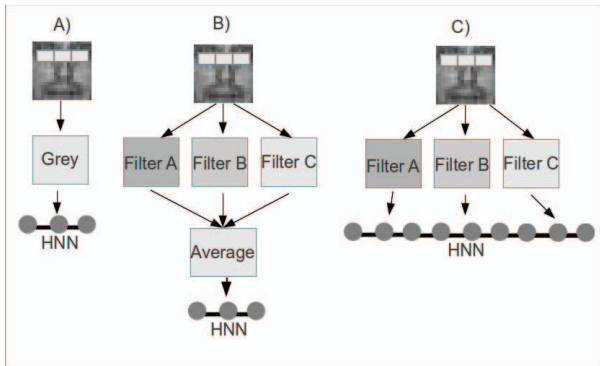 A)
B)
C)
Grey
Filter A
Filter B
Filter C
Filter A
Filter B
Filter C
HNN
HNN
Average
HNN